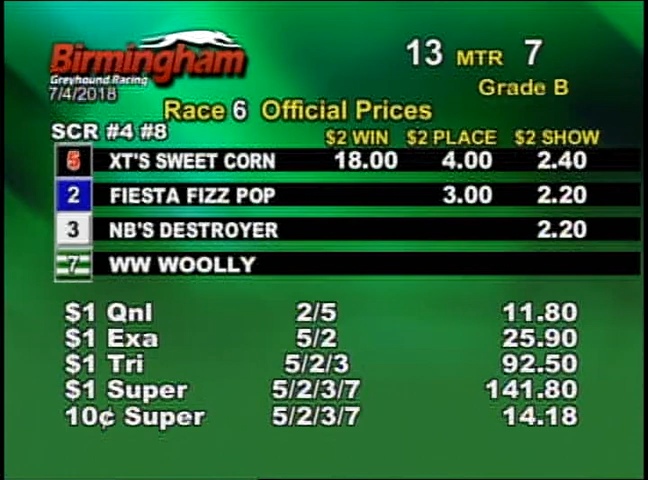 Birmingham
Greyhound Racing
7/4/2018
13 MTR 7
Grade B
Race 6 Official Prices
SCR #4 #8
$2 WIN $2 PLACE $2 SHOW
5 XT'S SWEET CORN 18.00 4.00 2.40
2 FIESTA FIZZ POP 3.00 2.20
3 NB'S DESTROYER 2.20
7 WW WOOLLY
$1 Qnl 2/5 11.80
$1 Exa 5/2 25.90
$1 Tri 5/2/3 92.50
$1 Super 5/2/3/7 141.80
10¢ Super 5/2/3/7 14.18